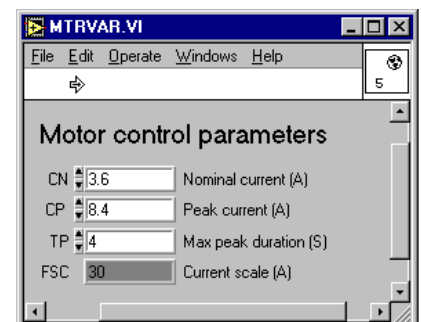 MTRVAR.VI
File Edit Operate Windows Help
5
Motor control parameters
CN 3.6 Nominal current (A)
CP 8.4 Peak current (A)
TP 4 Max peak duration (S)
FSC 30 Current scale (A)